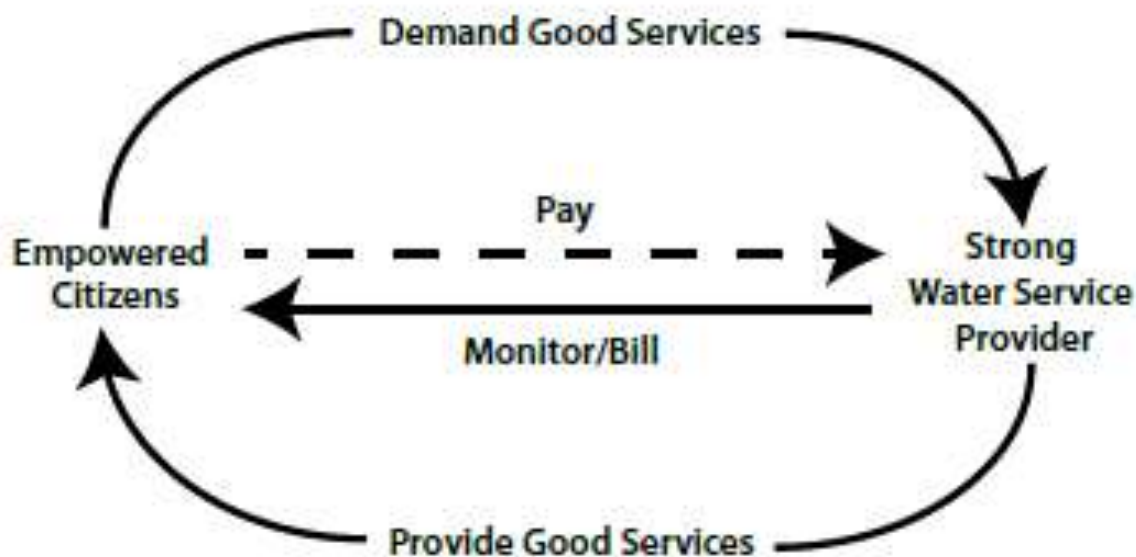 Demand Good Services
Pay
Empowered
Citizens
Strong
Water Service
Provider
Monitor/Bill
Provide Good Services